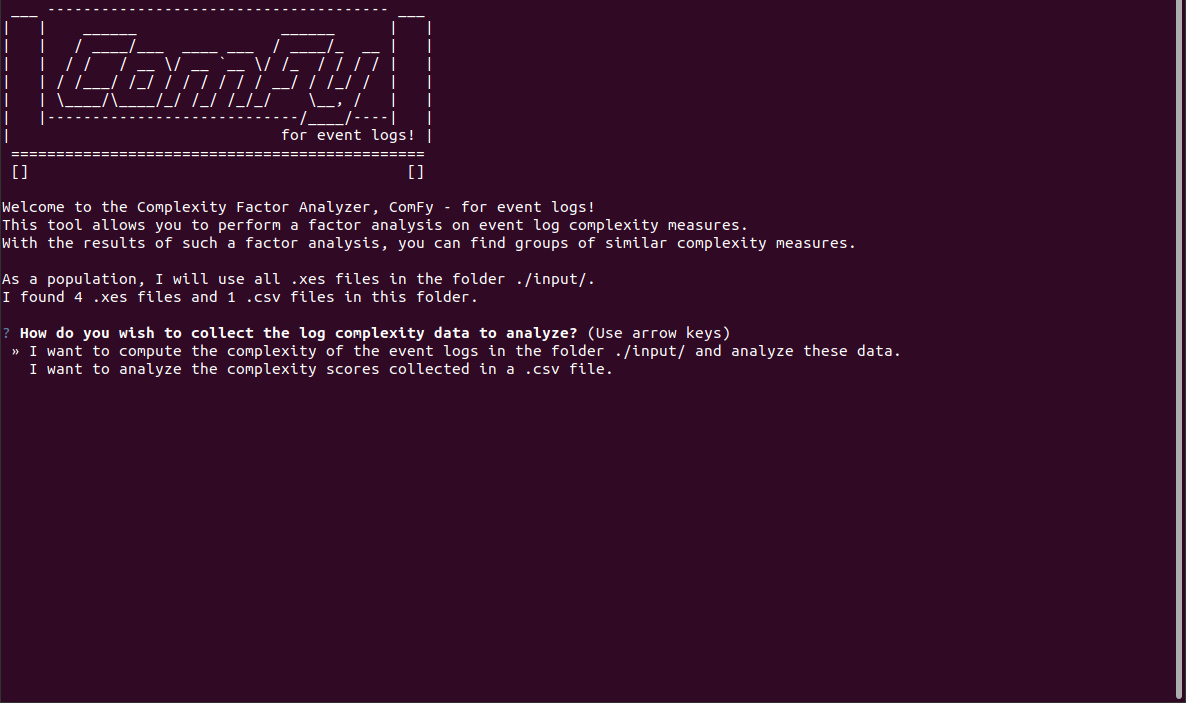 ComFy
for event logs!
[] []
Welcome to the Complexity Factor Analyzer, ComFy - for event logs!
This tool allows you to perform a factor analysis on event log complexity measures.
With the results of such a factor analysis, you can find groups of similar complexity measures.
As a population, I will use all .xes files in the folder ./input/.
I found 4 .xes files and 1 .csv files in this folder.
? How do you wish to collect the log complexity data to analyze? (Use arrow keys)
» I want to compute the complexity of the event logs in the folder ./input/ and analyze these data.
I want to analyze the complexity scores collected in a .csv file.